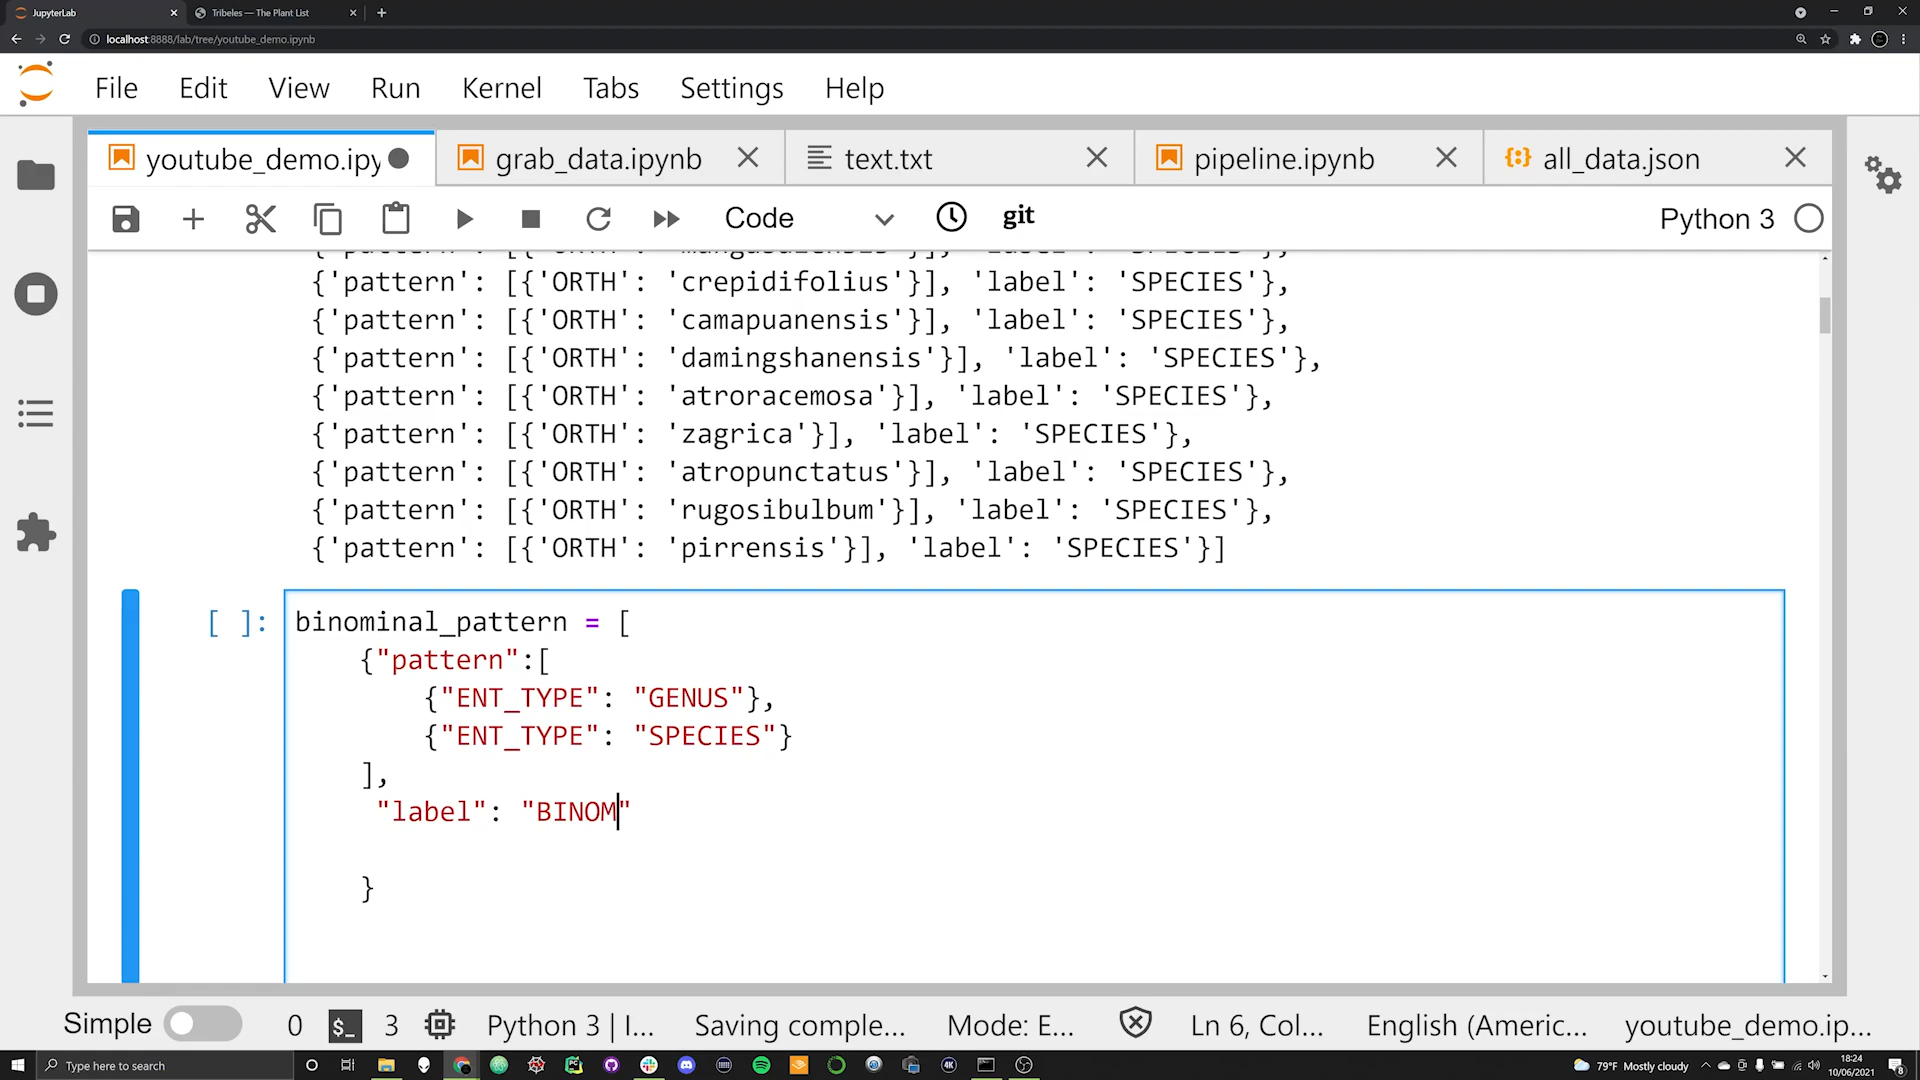 JupyterLab
Tribeles — The Plant List
localhost:8888/lab/tree/youtube_demo.ipynb
File Edit View Run Kernel Tabs Settings Help
youtube_demo.ipy grab_data.ipynb text.txt pipeline.ipynb all_data.json
Code git Python 3
{'pattern': [{'ORTH': 'crepidifolius'}], 'label': 'SPECIES'},
{'pattern': [{'ORTH': 'camapuanensis'}], 'label': 'SPECIES'},
{'pattern': [{'ORTH': 'damingshanensis'}], 'label': 'SPECIES'},
{'pattern': [{'ORTH': 'atroracemosa'}], 'label': 'SPECIES'},
{'pattern': [{'ORTH': 'zagrica'}], 'label': 'SPECIES'},
{'pattern': [{'ORTH': 'atropunctatus'}], 'label': 'SPECIES'},
{'pattern': [{'ORTH': 'rugosibulbum'}], 'label': 'SPECIES'},
{'pattern': [{'ORTH': 'pirrensis'}], 'label': 'SPECIES'}]
[ ]: binominal_pattern = [
{"pattern":[
{"ENT_TYPE": "GENUS"},
{"ENT_TYPE": "SPECIES"}
],
"label": "BINOM"
}
Simple 0 $_ 3 Python 3 | I... Saving comple... Mode: E... Ln 6, Col... English (Americ... youtube_demo.ip...
Type here to search
79°F Mostly cloudy
18:24
10/06/2021